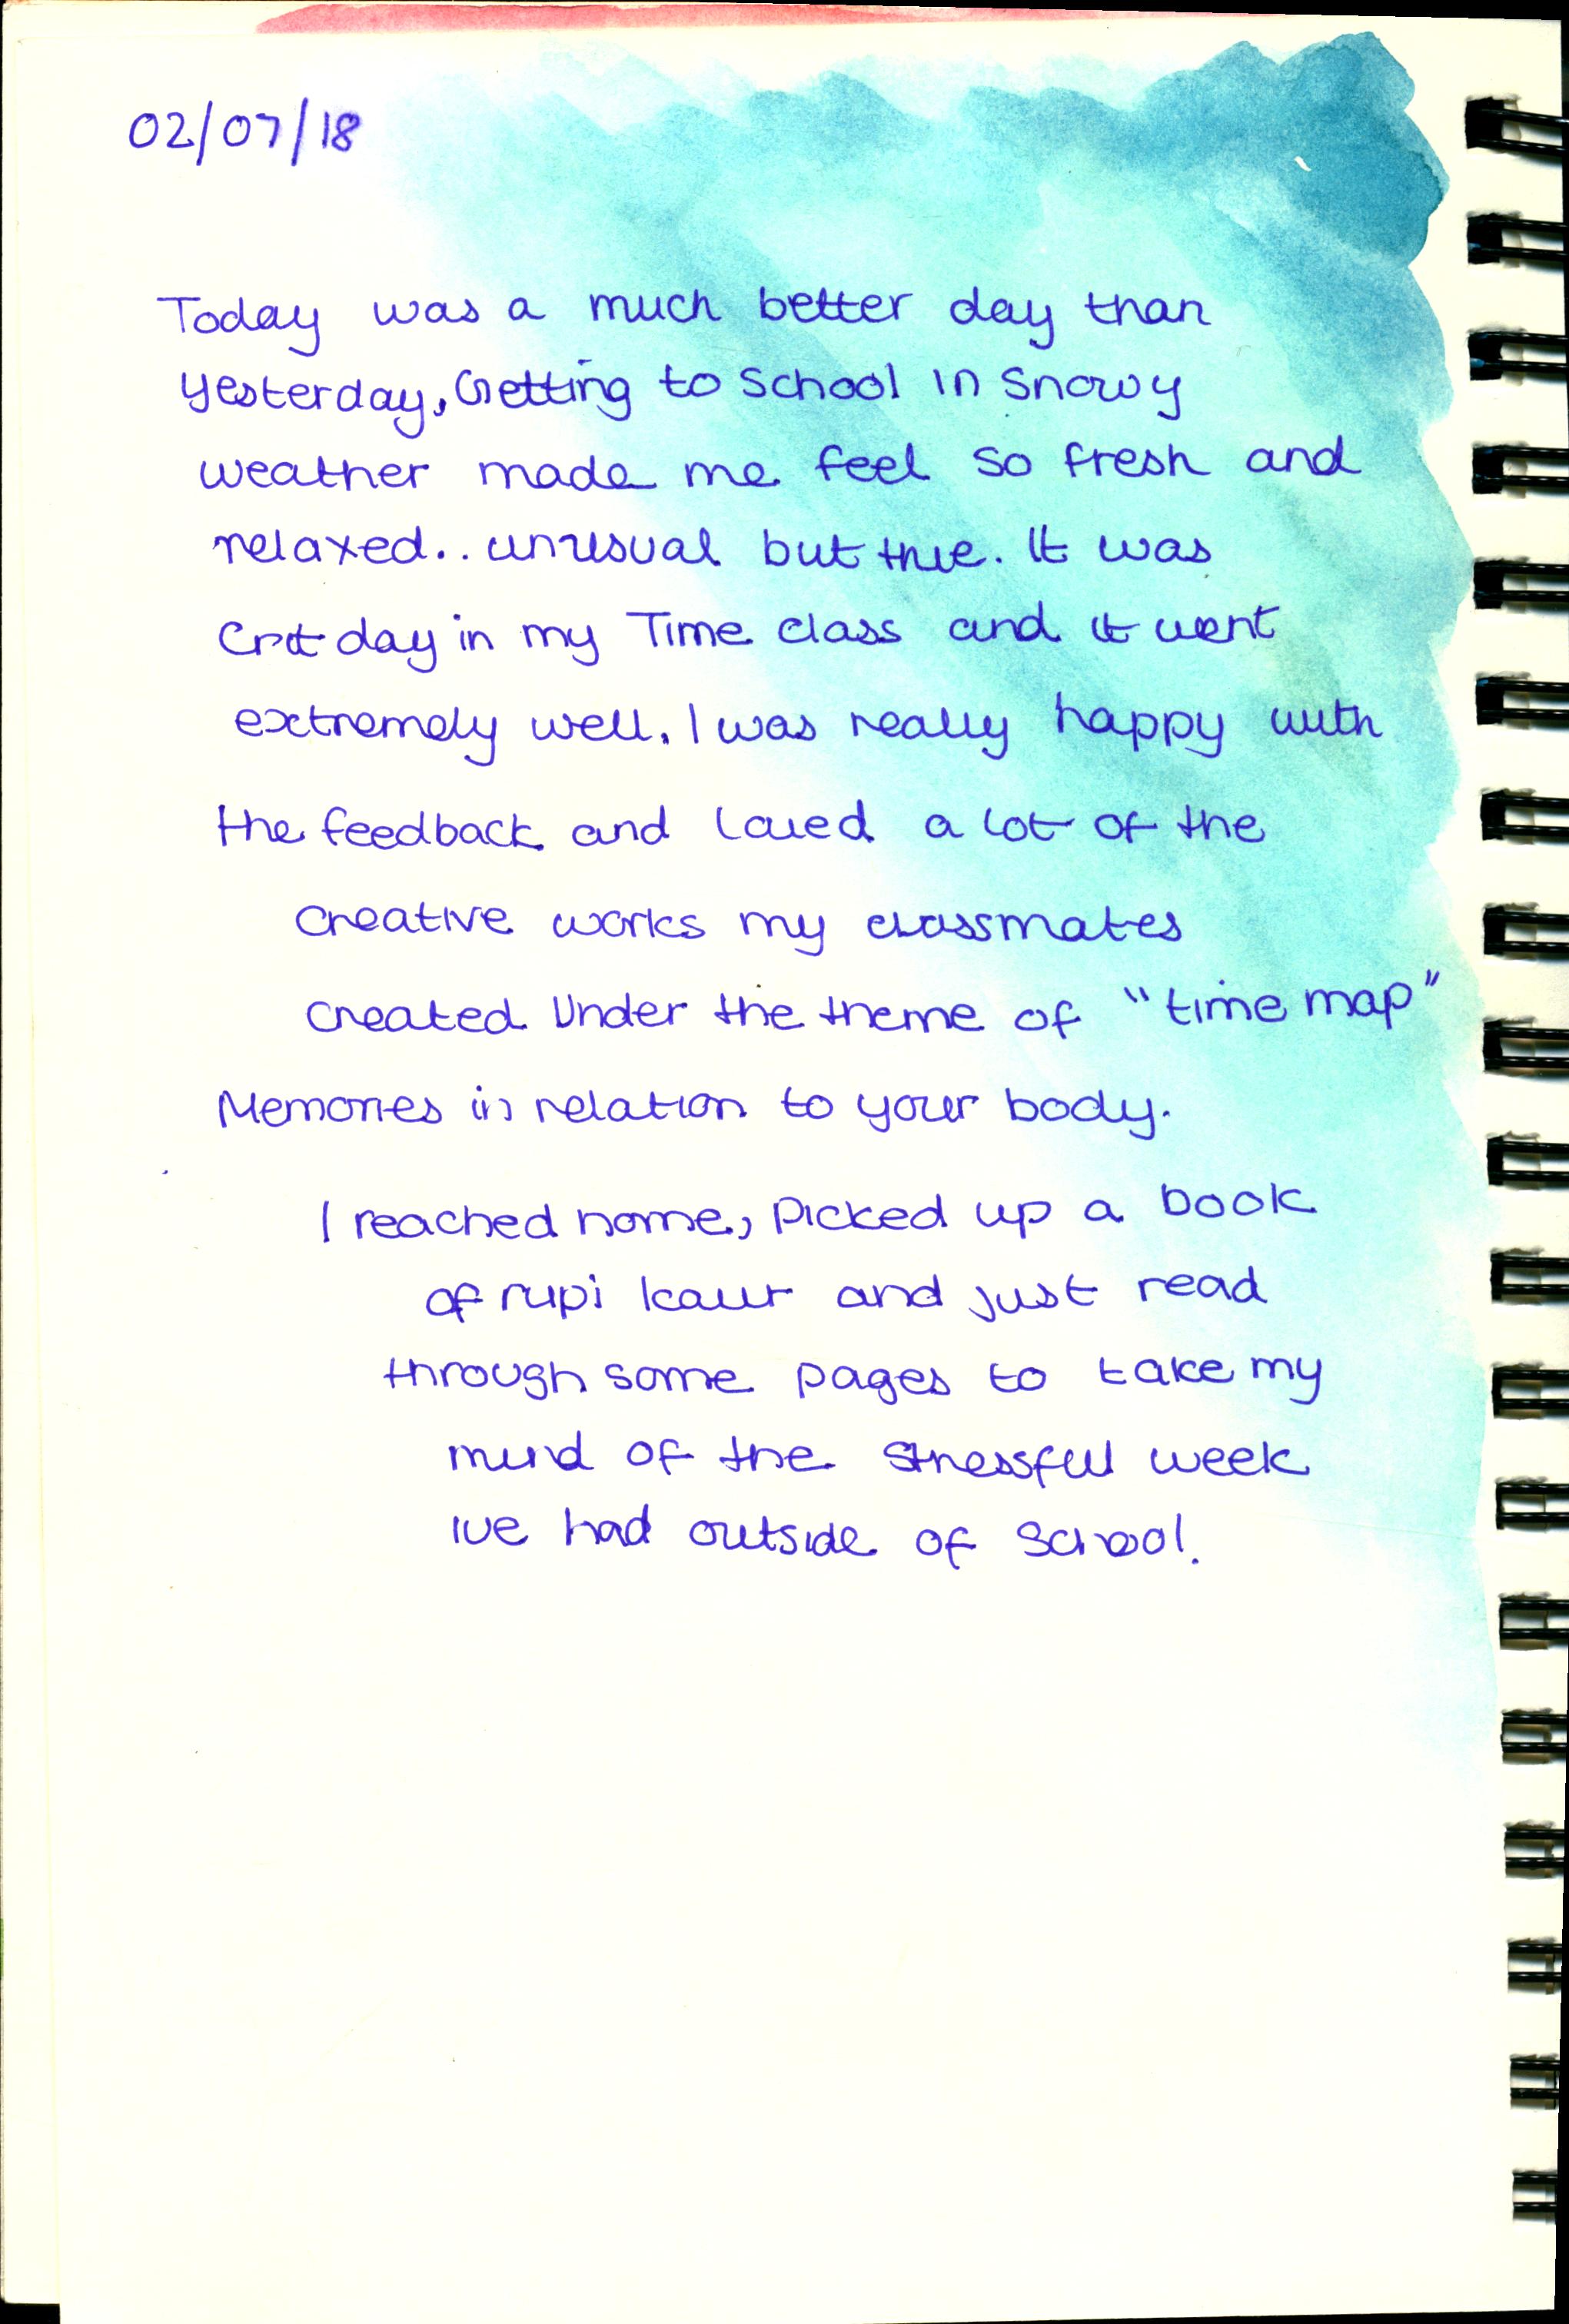 02/07/18
Today was a much better day than
yesterday, Getting to School in Snowy
weather made me feel so fresh and
relaxed.. unusual but true. It was
Crit day in my Time class and it went
extremely well. I was really happy with
the feedback and loved a lot of the
creative works my classmates
created Under the theme of "time map"
Memories in relation to your body.
I reached home, Picked up a book
of rupi kaur and just read
through some pages to take my
mind of the stressful week
ive had outside of School.